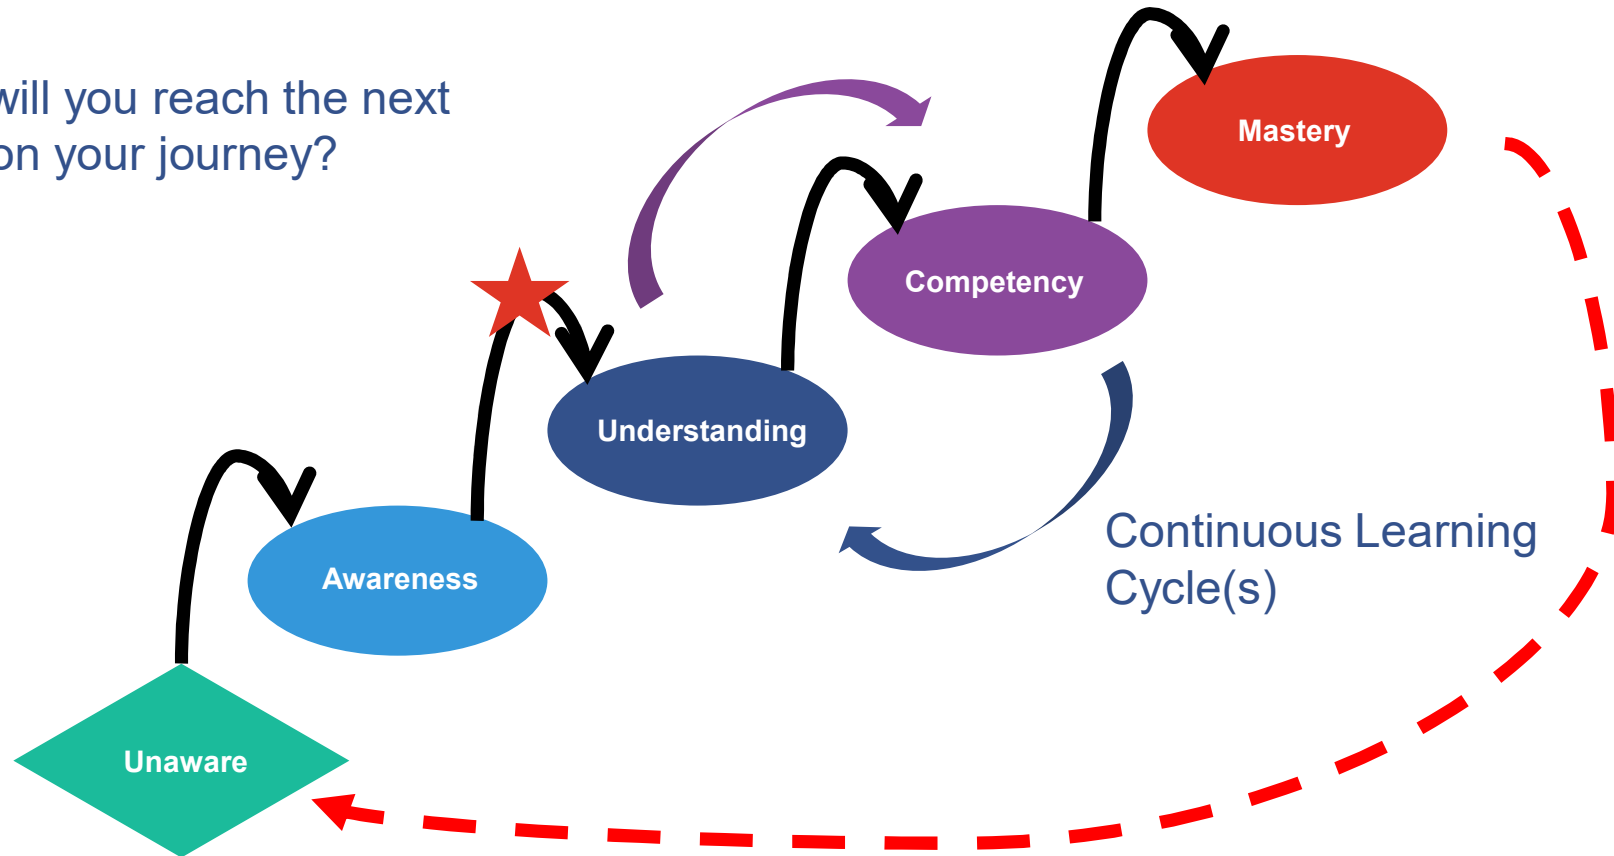 will you reach the next
on your journey?
Mastery
Competency
Understanding
Continuous Learning
Cycle(s)
Awareness
Unaware